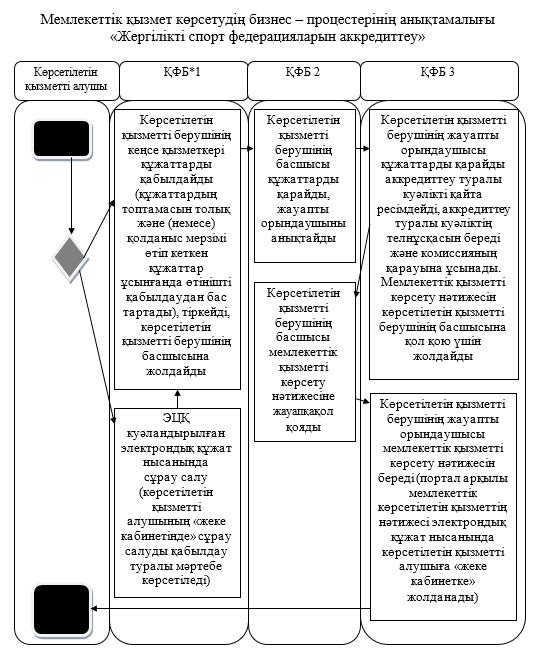 Мемлекеттік қызмет көрсетудің бизнес – процестерінің анықтамалығы
«Жергілікті спорт федерацияларын аккредиттеу»
Көрсетілетін
қызметті алушы
ҚФБ*1
ҚФБ 2
ҚФБ 3
Көрсетілетін
қызметті берушінің
кеңсе қызметкері
құжаттарды
қабылдайды
(құжаттардың
топтамасын толық
және (немесе)
қолданыс мерзімі
өтіп кеткен
құжаттар
ұсынғанда өтінішті
қабылдаудан бас
тартады), тіркейді,
көрсетілетін
қызметті берушінің
басшысына
жолдайды
ЭЦҚ
куәландырылған
электрондық құжат
нысанында
сұрау салу
(көрсетілетін
қызметті
алушының «жеке
кабинетінде» сұрау
салуды қабылдау
туралы мәртебе
көрсетіледі)
Көрсетілетін
қызметті
берушінің
басшысы
құжаттарды
қарайды,
жауапты
орындаушыны
анықтайды
Көрсетілетін
қызметті
берушінің
басшысы
мемлекеттік
қызметті
көрсету
нәтижесіне
жауапқақол
қояды
Көрсетілетін қызметті
берушінің жауапты
орындаушысы
құжаттарды қарайды
аккредиттеу туралы
куәлікті қайта
ресімдейді, аккредиттеу
туралы куәліктің
телнұсқасын береді
және комиссияның
қарауына ұсынады.
Мемлекеттік қызметті
көрсету нәтижесін
көрсетілетін қызметті
берушінің басшысына
қол қою үшін
жолдайды
Көрсетілетін қызметті
берушінің жауапты
орындаушысы
мемлекеттік қызметті
көрсету нәтижесін
береді (портал арқылы
мемлекеттік
көрсетілетін қызметтің
нәтижесі электрондық
құжат нысанында
көрсетілетін қызметті
алушыға «жеке
кабинетке»
жолданады)